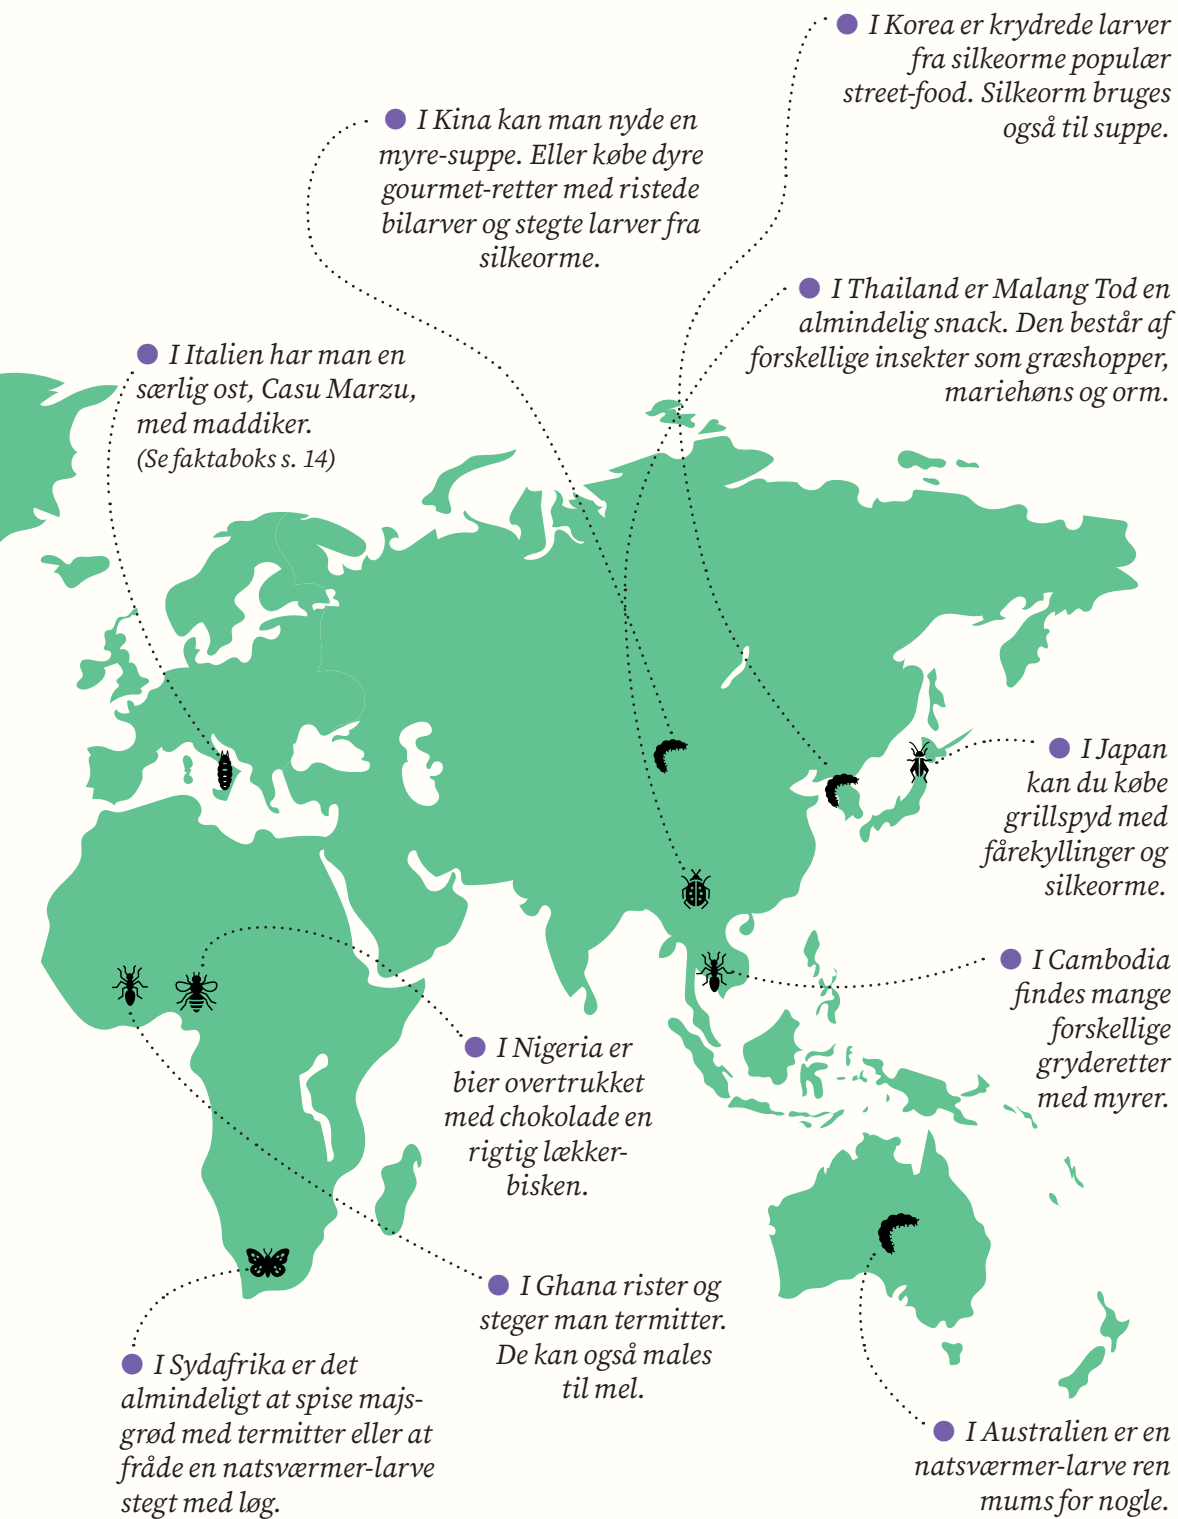 I Korea er krydrede larver
fra silkeorme populær
street-food. Silkeorm bruges
også til suppe.
I Kina kan man nyde en
myre-suppe. Eller købe dyre
gourmet-retter med ristede
bilarver og stegte larver fra
silkeorme.
I Thailand er Malang Tod en
almindelig snack. Den består af
forskellige insekter som græshopper,
mariehøns og orm.
I Italien har man en
særlig ost, Casu Marzu,
med maddiker.
(Se faktaboks s. 14)
I Japan
kan du købe
grillspyd med
fårekyllinger og
silkeorme.
I Cambodia
findes mange
forskellige
gryderetter
med myrer.
I Nigeria er
bier overtrukket
med chokolade en
rigtig lækker-
bisken.
I Ghana rister og
steger man termitter.
De kan også males
til mel.
I Sydafrika er det
almindeligt at spise majs-
grød med termitter eller at
fråde en natsværmer-larve
stegt med løg.
I Australien er en
natsværmer-larve ren
mums for nogle.